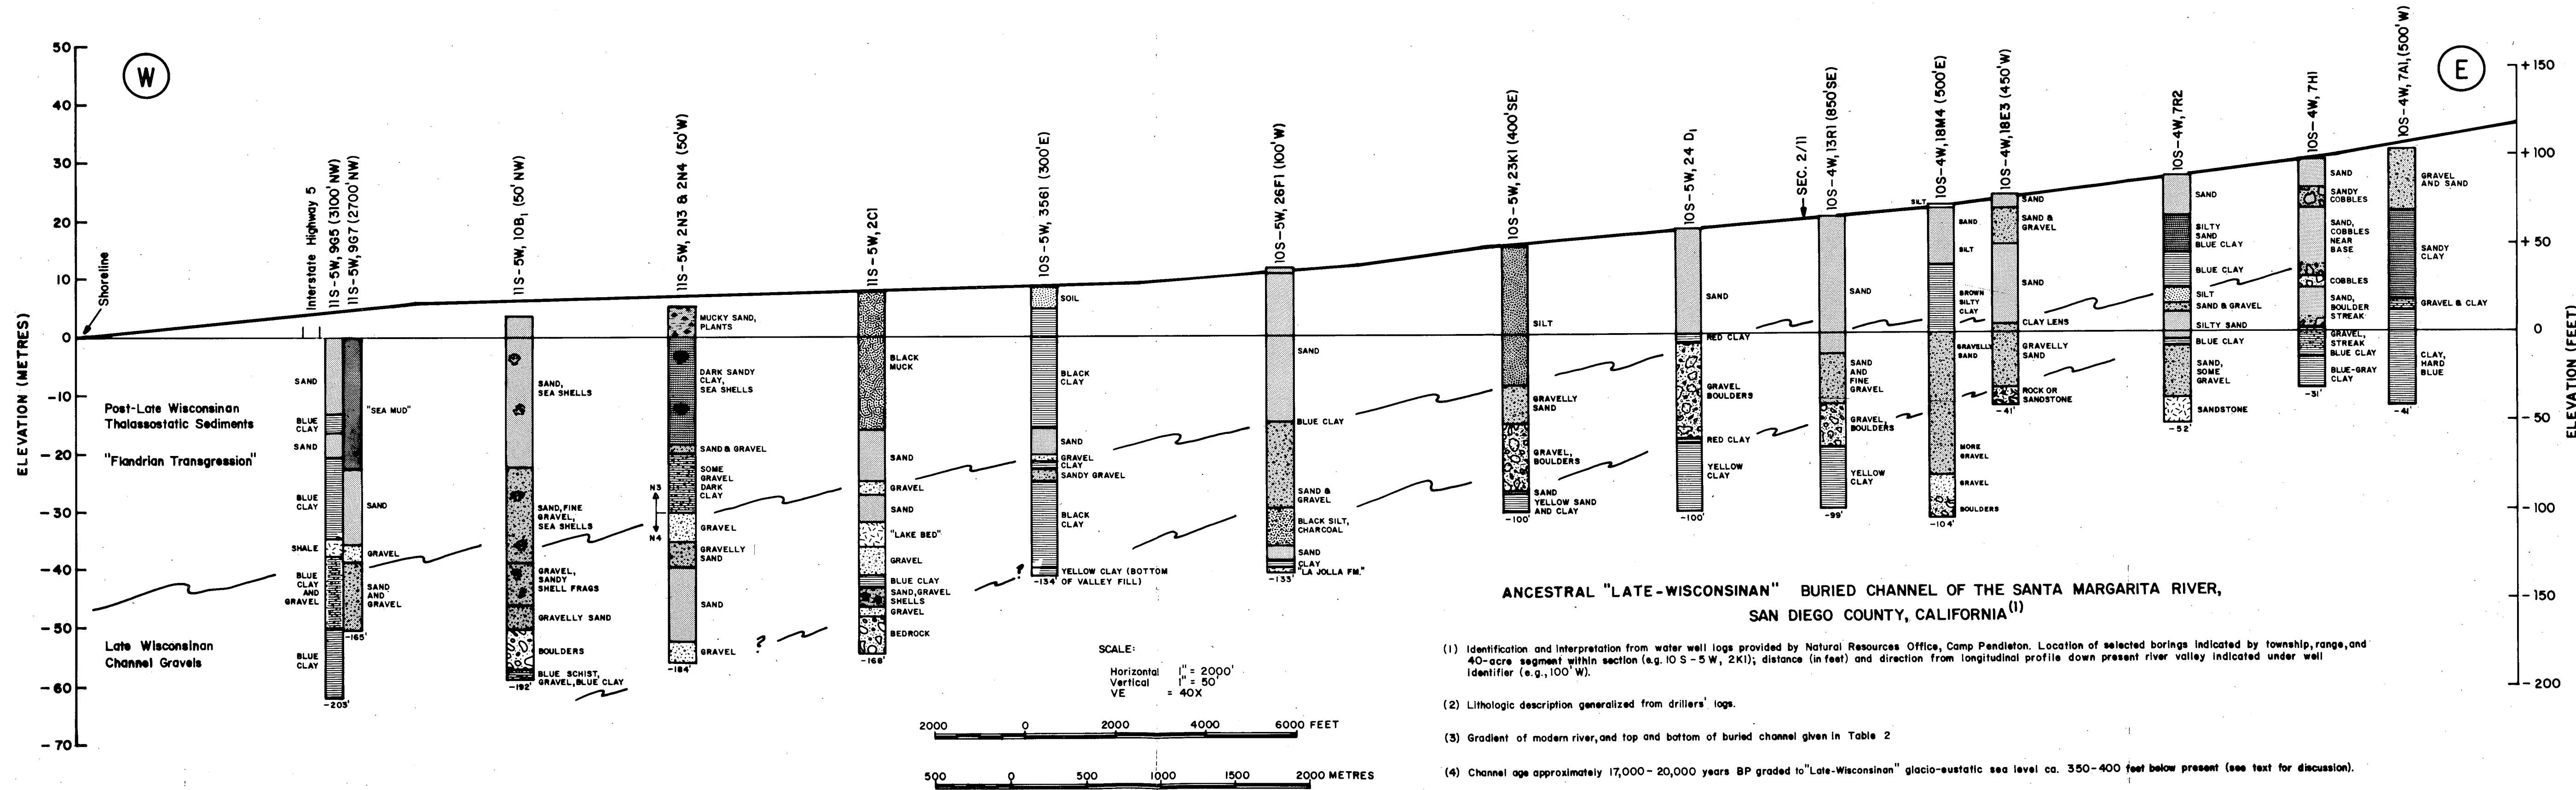 W
E
50
40
30
20
10
0
-10
-20
-30
-40
-50
-60
-70
ELEVATION (METRES)
+150
+100
+50
0
-50
-100
-150
-200
ELEVATION (FEET)
Shoreline
Interstate Highway 5
Post-Late Wisconsinan
Thalassostatic Sediments
"Flandrian Transgression"
Late Wisconsinan
Channel Gravels
11S-5W, 9G5 (3100' NW)
SAND
BLUE
CLAY
SAND
BLUE
CLAY
SHALE
BLUE
CLAY
AND
GRAVEL
BLUE
CLAY
-203'
11S-5W, 9G7 (2700' NW)
"SEA MUD"
SAND
GRAVEL
SAND
AND
GRAVEL
-165'
11S-5W, 10B1 (50' NW)
SAND,
SEA SHELLS
SAND, FINE
GRAVEL,
SEA SHELLS
GRAVEL,
SANDY
SHELL FRAGS
GRAVELLY SAND
BOULDERS
BLUE SCHIST,
GRAVEL, BLUE CLAY
-192'
11S-5W, 2N3 & 2N4 (50' W)
MUCKY SAND,
PLANTS
DARK SANDY
CLAY,
SEA SHELLS
SAND & GRAVEL
SOME
GRAVEL
DARK
CLAY
N3
N4
GRAVEL
GRAVELLY
SAND
SAND
GRAVEL
?
-184'
11S-5W, 2C1
BLACK
MUCK
SAND
GRAVEL
SAND
"LAKE BED"
GRAVEL
BLUE CLAY
SAND, GRAVEL
SHELLS
GRAVEL
BEDROCK
-168'
10S-5W, 35G1 (300' E)
SOIL
BLACK
CLAY
SAND
GRAVEL
CLAY
SANDY GRAVEL
BLACK
CLAY
?
YELLOW CLAY (BOTTOM
OF VALLEY FILL)
-134'
10S-5W, 26F1 (100' W)
SAND
BLUE CLAY
SAND &
GRAVEL
BLACK SILT,
CHARCOAL
SAND
CLAY
"LA JOLLA FM."
-133'
10S-5W, 23K1 (400' SE)
SILT
GRAVELLY
SAND
GRAVEL,
BOULDERS
SAND
YELLOW SAND
AND CLAY
-100'
10S-5W, 24 D1
SAND
RED CLAY
GRAVEL
BOULDERS
RED CLAY
YELLOW
CLAY
-100'
SEC. 2/11
10S-4W, 13R1 (850' SE)
SAND
SAND
AND
FINE
GRAVEL
GRAVEL,
BOULDERS
YELLOW
CLAY
-99'
10S-4W, 18M4 (500' E)
SILT
SAND
SILT
BROWN
SILTY
CLAY
GRAVELLY
SAND
MORE
GRAVEL
GRAVEL
BOULDERS
-104'
10S-4W, 18E3 (450' W)
SAND
SAND &
GRAVEL
SAND
CLAY LENS
GRAVELLY
SAND
ROCK OR
SANDSTONE
-41'
10S-4W, 7R2
SAND
SILTY
SAND
BLUE CLAY
BLUE CLAY
SILT
SAND & GRAVEL
SILTY SAND
BLUE CLAY
SAND,
SOME
GRAVEL
SANDSTONE
-52'
10S-4W, 7H1
SAND
SANDY
COBBLES
SAND,
COBBLES
NEAR
BASE
COBBLES
SAND,
BOULDER
STREAK
GRAVEL,
STREAK
BLUE CLAY
BLUE-GRAY
CLAY
-31'
10S-4W, 7A1, (500' W)
GRAVEL
AND SAND
SANDY
CLAY
GRAVEL & CLAY
CLAY,
HARD
BLUE
-41'
SCALE:
Horizontal 1" = 2000'
Vertical 1" = 50'
VE = 40X
2000 0 2000 4000 6000 FEET
500 0 500 1000 1500 2000 METRES
ANCESTRAL "LATE-WISCONSINAN" BURIED CHANNEL OF THE SANTA MARGARITA RIVER,
SAN DIEGO COUNTY, CALIFORNIA(1)
(1) Identification and Interpretation from water well logs provided by Natural Resources Office, Camp Pendleton. Location of selected borings indicated by township, range, and
40-acre segment within section (e.g. 10 S-5W, 2K1); distance (in feet) and direction from longitudinal profile down present river valley indicated under well
identifier (e.g., 100' W).
(2) Lithologic description generalized from drillers' logs.
(3) Gradient of modern river, and top and bottom of buried channel given in Table 2
(4) Channel age approximately 17,000-20,000 years BP graded to "Late-Wisconsinan" glacio-eustatic sea level ca. 350-400 feet below present (see text for discussion).